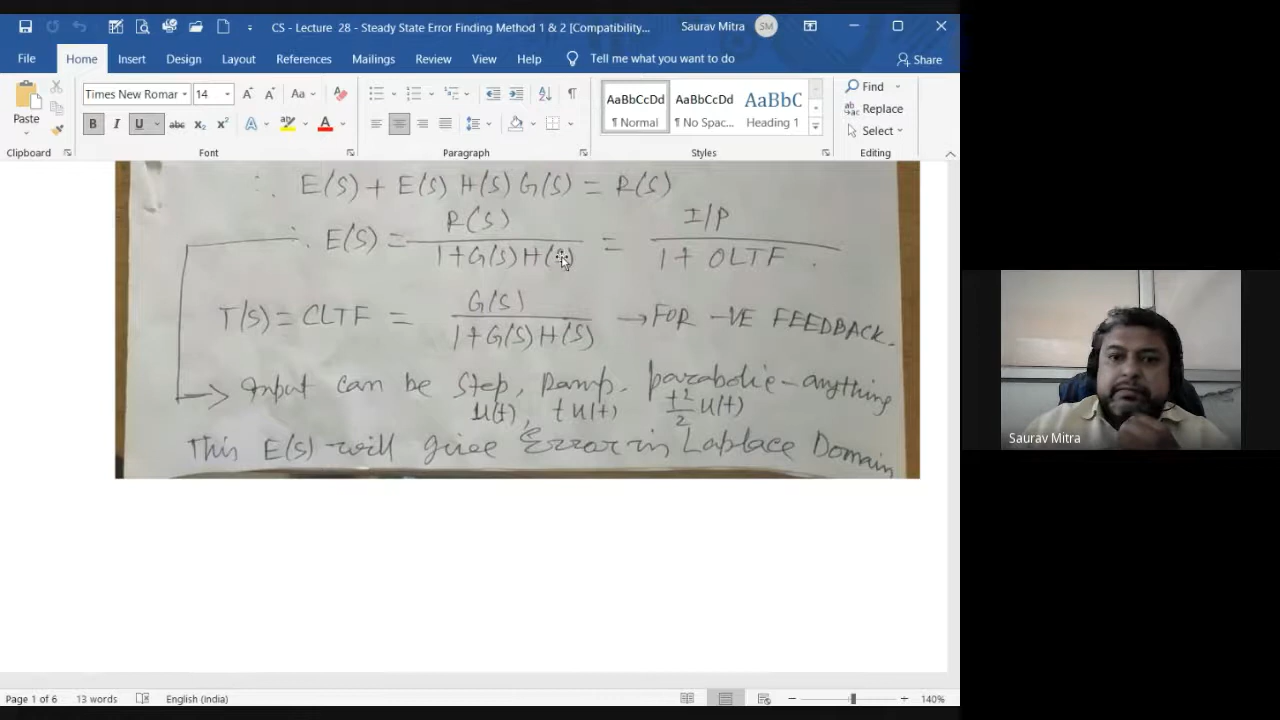 CS - Lecture 28 - Steady State Error Finding Method 1 & 2 [Compatibility...
Saurav Mitra SM
File Home Insert Design Layout References Mailings Review View Help Tell me what you want to do Share
Paste
Times New Romar 14
AaBbCcDd AaBbCcDd AaBbC
¶ Normal ¶ No Spac... Heading 1
Find
Replace
Select
Clipboard Font Paragraph Styles Editing
∴ E(S) + E(S) H(S) G(S) = R(S)
∴ E(S) = R(S) / 1+G(S)H(S) = I/P / 1+ OLTF .
T(S) = CLTF = G(S) / 1+G(S)H(S) → FOR -VE FEEDBACK.
→ Input can be Step, Ramp, parabolic - anything
u(t), t u(t) t²/2 u(t)
This E(S) will give Error in Laplace Domain
Saurav Mitra
Page 1 of 6 13 words English (India) 140%